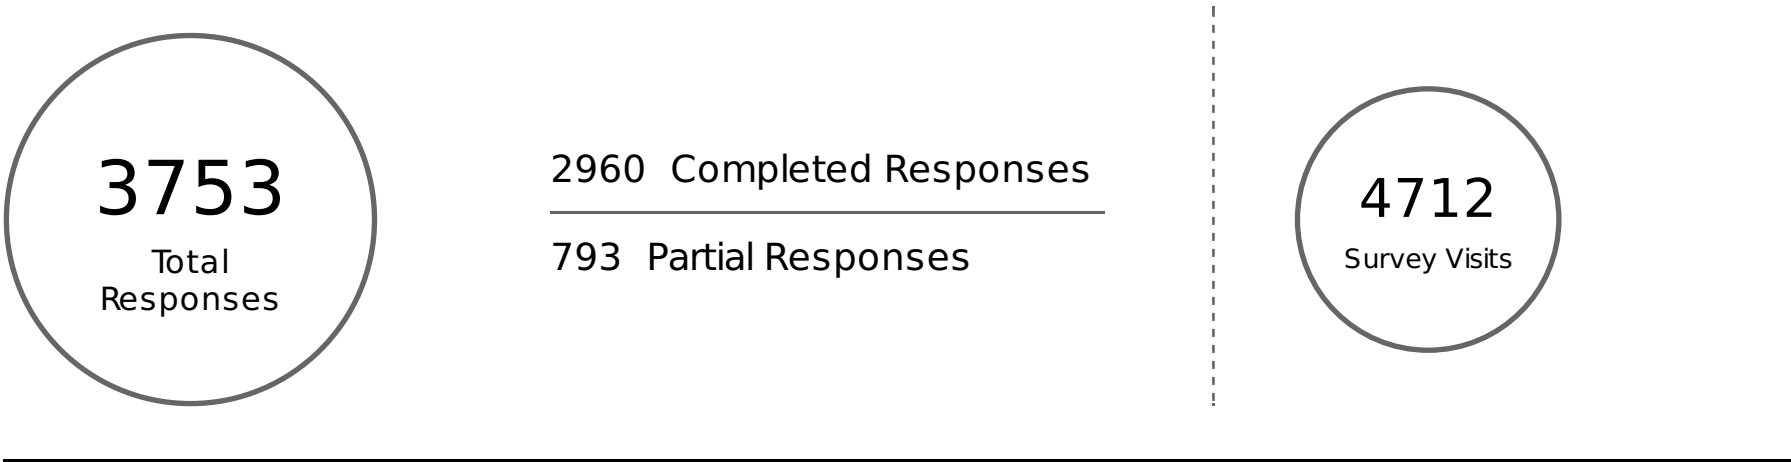 3753
Total
Responses
2960 Completed Responses
793 Partial Responses
4712
Survey Visits